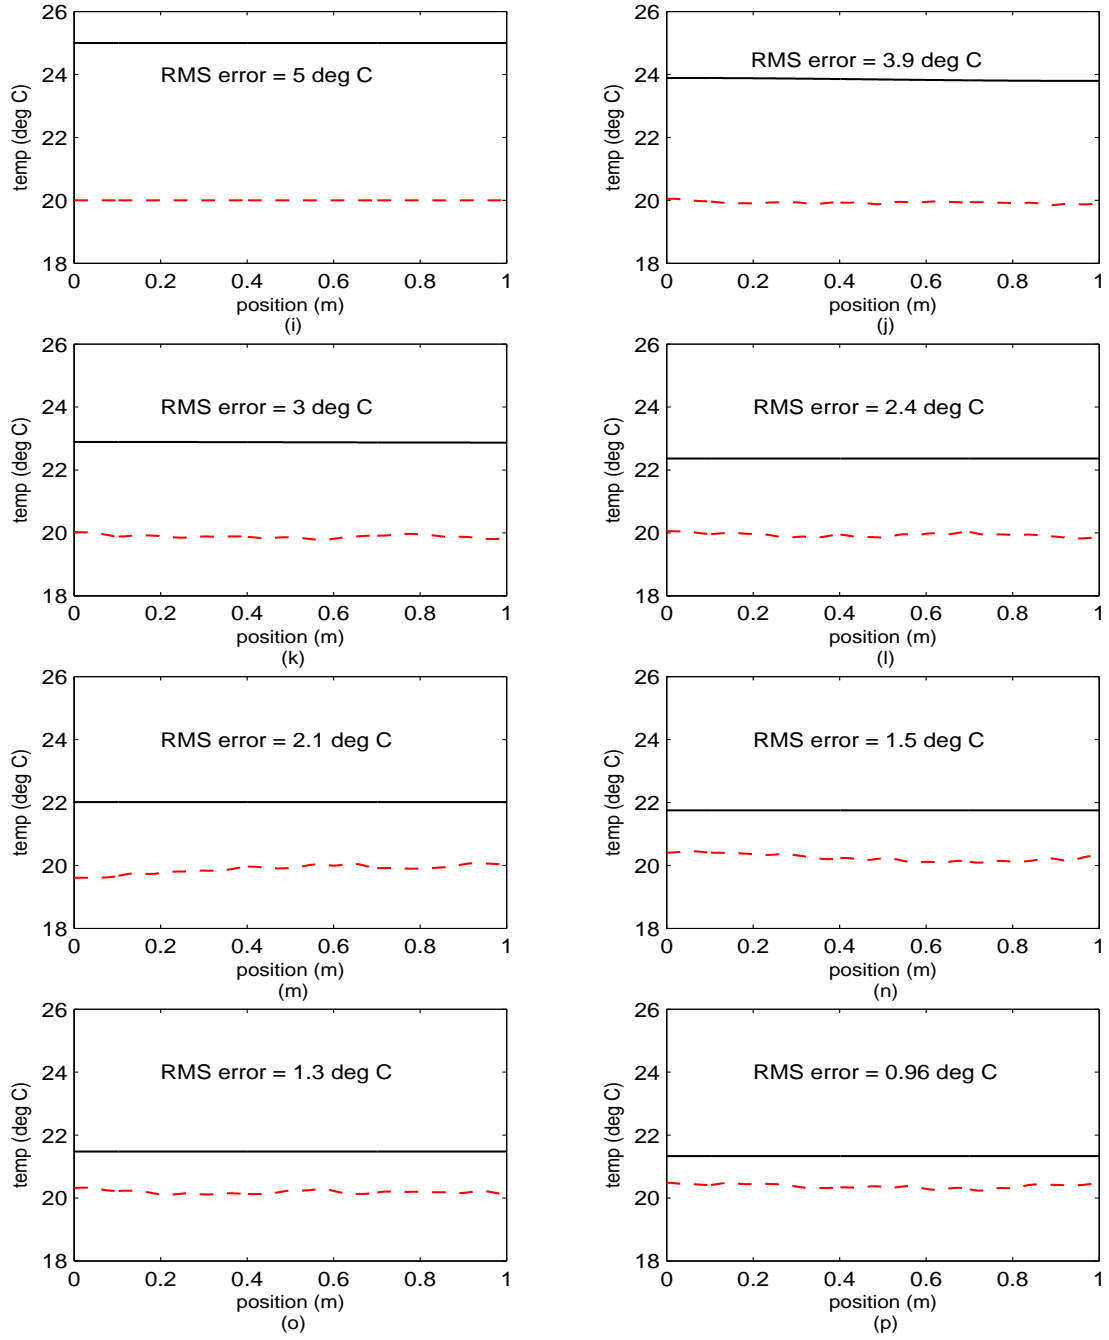 26
24
22
20
18
temp (deg C)
RMS error = 5 deg C
0 0.2 0.4 0.6 0.8 1
position (m)
(i)
26
24
22
20
18
temp (deg C)
RMS error = 3.9 deg C
0 0.2 0.4 0.6 0.8 1
position (m)
(j)
26
24
22
20
18
temp (deg C)
RMS error = 3 deg C
0 0.2 0.4 0.6 0.8 1
position (m)
(k)
26
24
22
20
18
temp (deg C)
RMS error = 2.4 deg C
0 0.2 0.4 0.6 0.8 1
position (m)
(l)
26
24
22
20
18
temp (deg C)
RMS error = 2.1 deg C
0 0.2 0.4 0.6 0.8 1
position (m)
(m)
26
24
22
20
18
temp (deg C)
RMS error = 1.5 deg C
0 0.2 0.4 0.6 0.8 1
position (m)
(n)
26
24
22
20
18
temp (deg C)
RMS error = 1.3 deg C
0 0.2 0.4 0.6 0.8 1
position (m)
(o)
26
24
22
20
18
temp (deg C)
RMS error = 0.96 deg C
0 0.2 0.4 0.6 0.8 1
position (m)
(p)